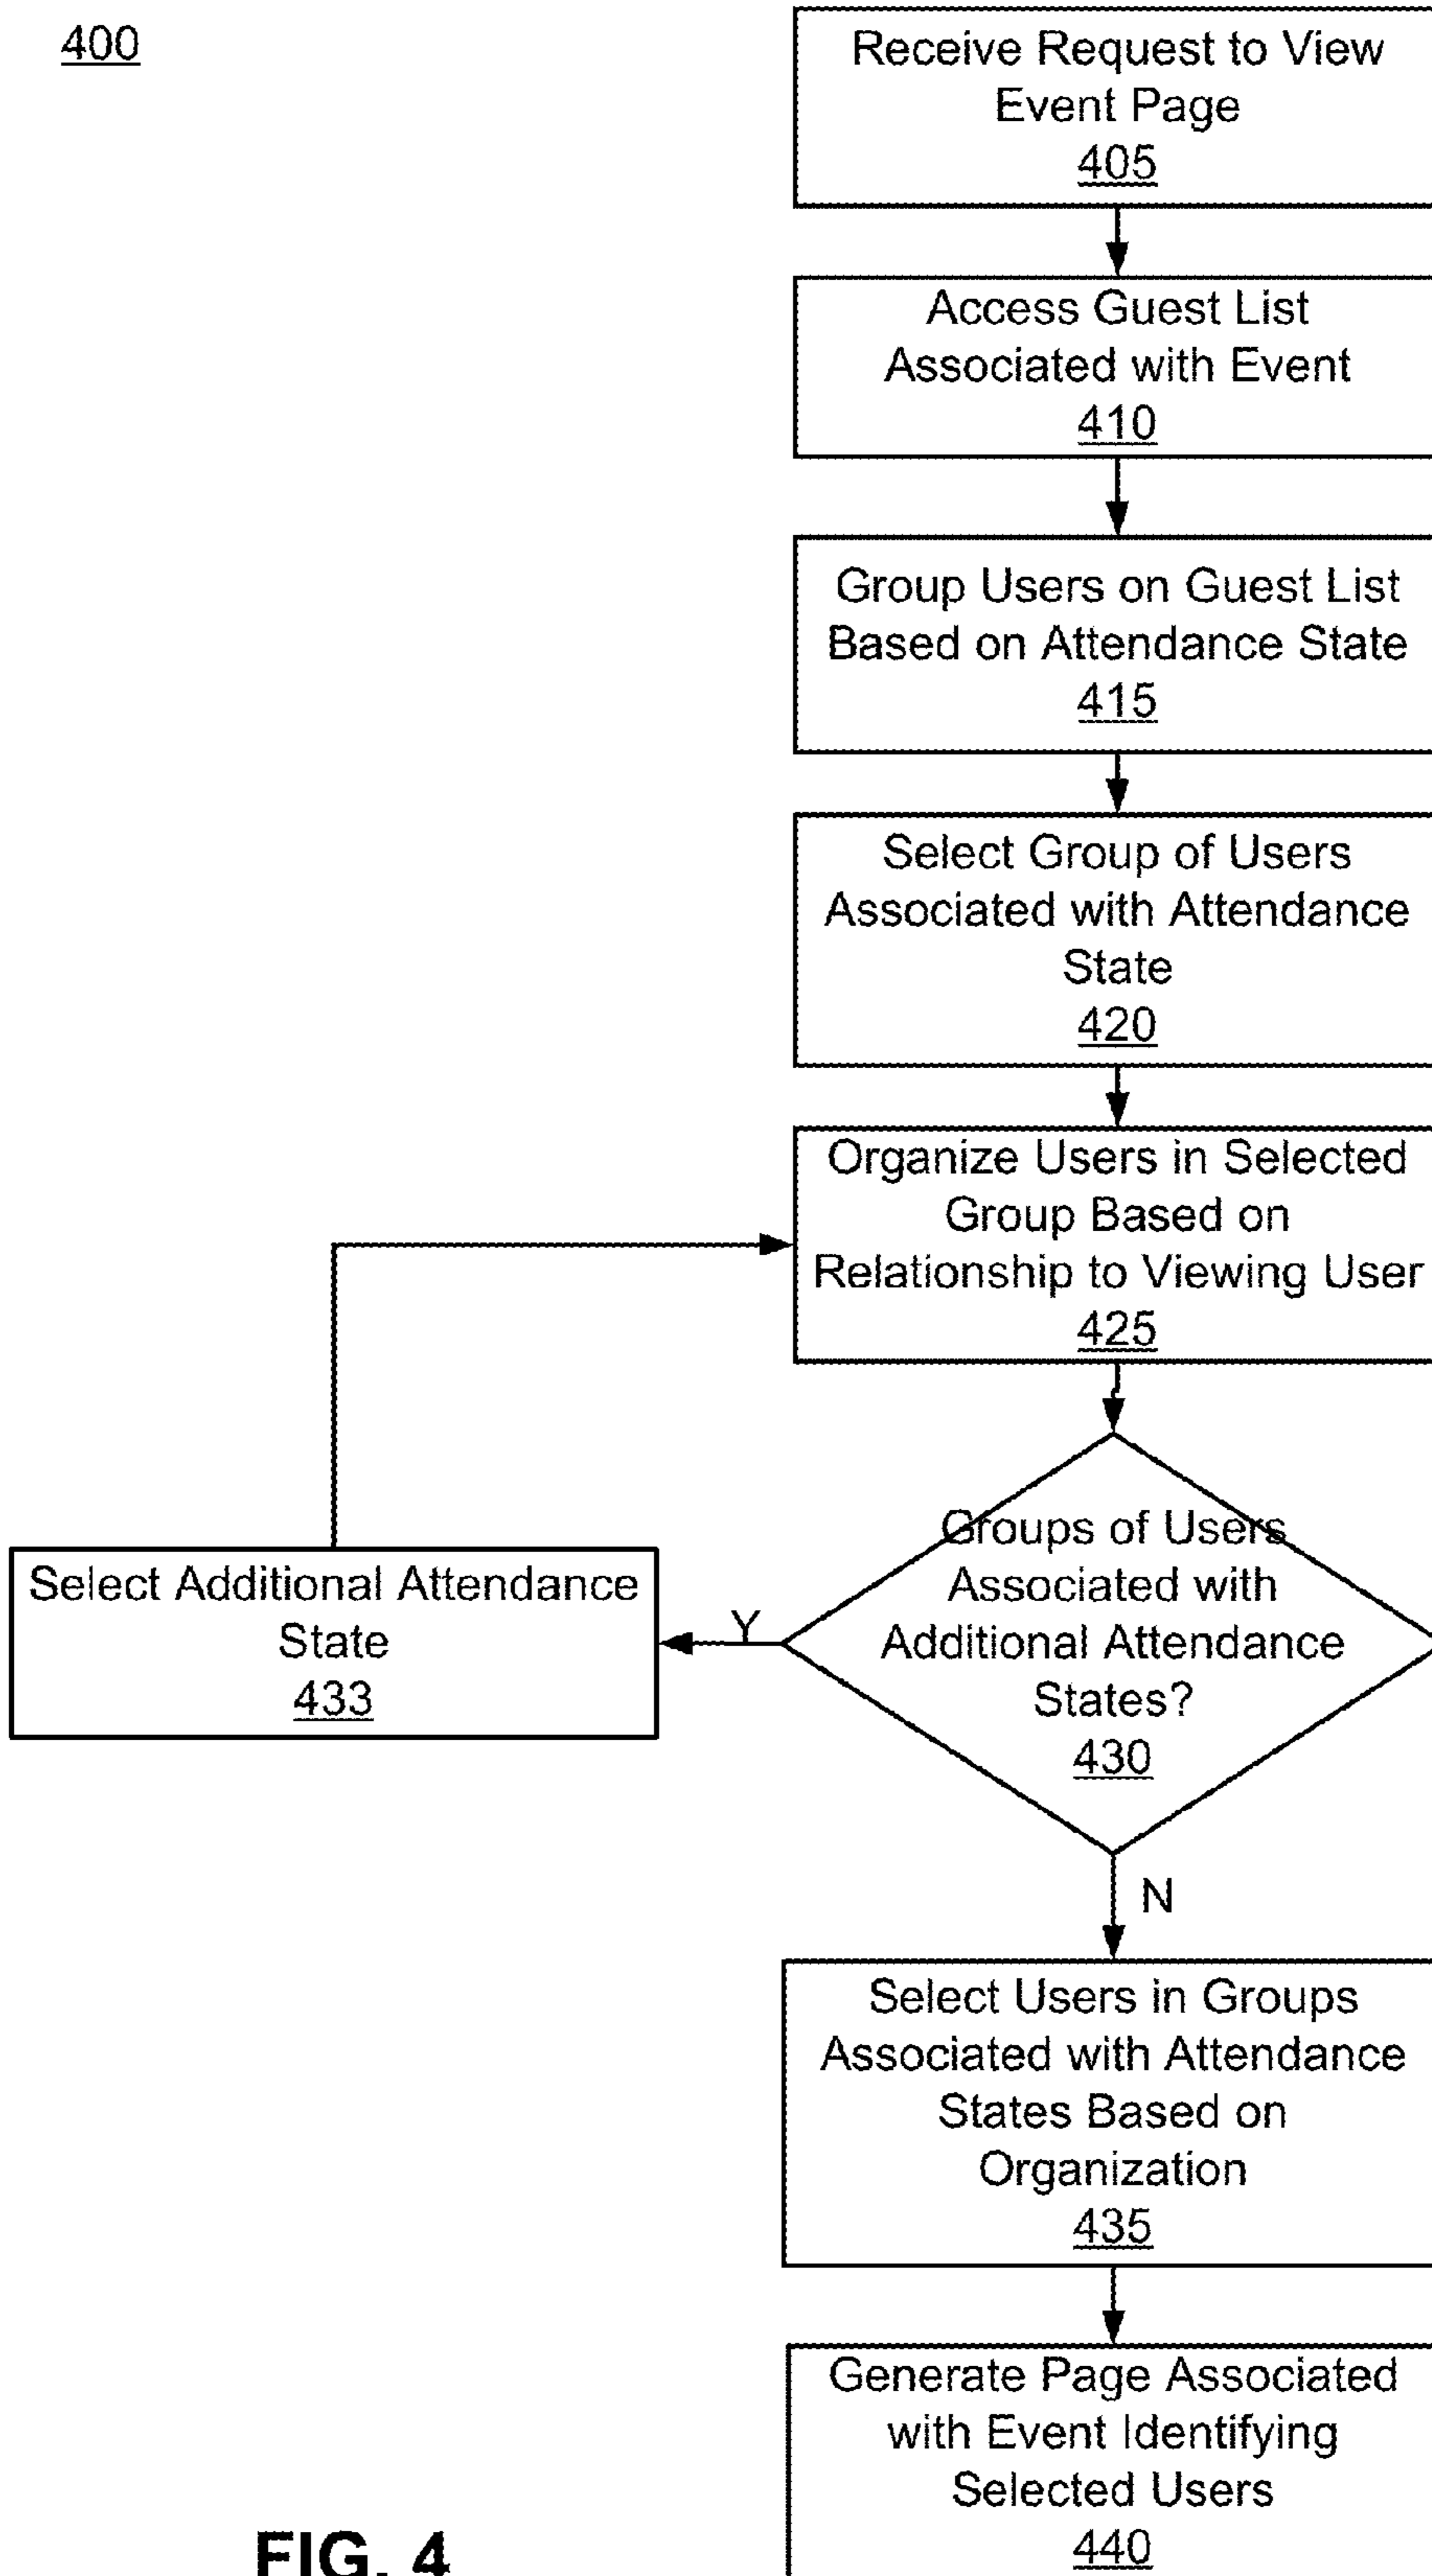 400
Receive Request to View
Event Page
405
Access Guest List
Associated with Event
410
Group Users on Guest List
Based on Attendance State
415
Select Group of Users
Associated with Attendance
State
420
Organize Users in Selected
Group Based on
Relationship to Viewing User
425
Groups of Users
Associated with
Additional Attendance
States?
430
Y
Select Additional Attendance
State
433
N
Select Users in Groups
Associated with Attendance
States Based on
Organization
435
Generate Page Associated
with Event Identifying
Selected Users
440
FIG. 4